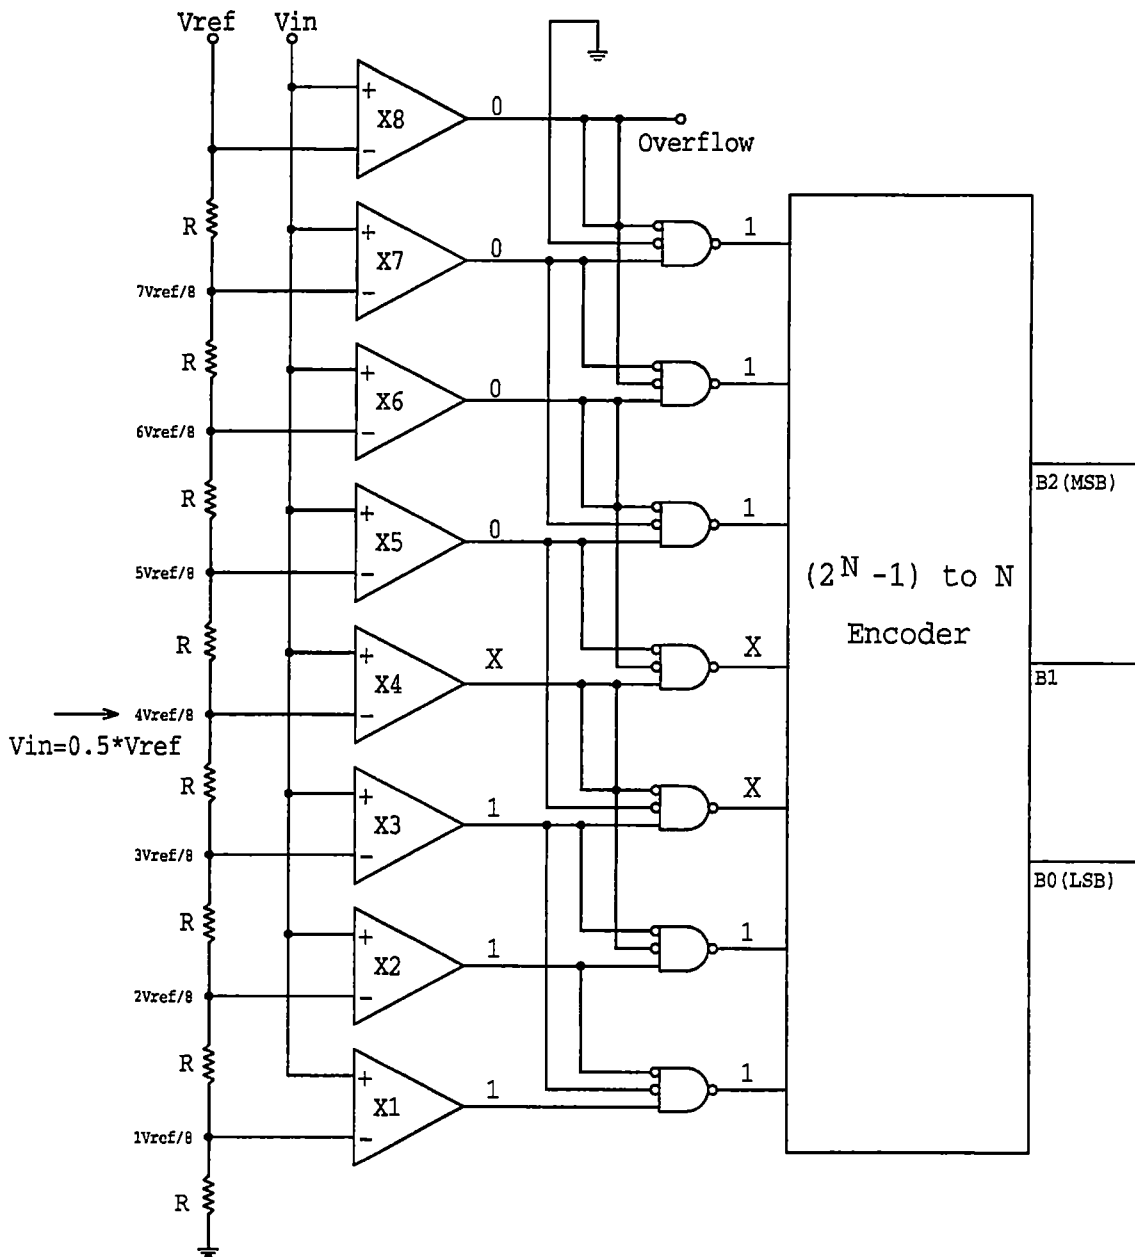 Vref Vin
+
X8
-
0
Overflow
R
+
X7
-
0
1
7Vref/8
R
+
X6
-
0
1
6Vref/8
R
+
X5
-
0
1
B2(MSB)
5Vref/8
(2^N -1) to N
Encoder
R
+
X4
-
X
X
B1
4Vref/8
Vin=0.5*Vref
R
+
X3
-
1
X
3Vref/8
B0(LSB)
R
+
X2
-
1
1
2Vref/8
R
+
X1
-
1
1
1Vref/8
R